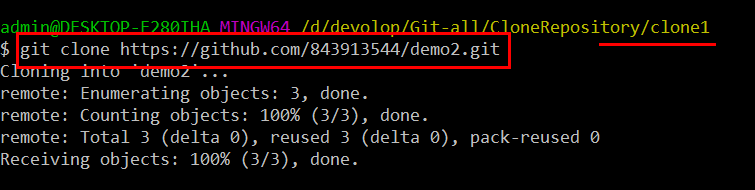 admin@DESKTOP-F280THA MINGW64 /d/devolop/Git-all/CloneRepository/clone1
$ git clone https://github.com/843913544/demo2.git
Cloning into 'demo2'...
remote: Enumerating objects: 3, done.
remote: Counting objects: 100% (3/3), done.
remote: Total 3 (delta 0), reused 3 (delta 0), pack-reused 0
Receiving objects: 100% (3/3), done.